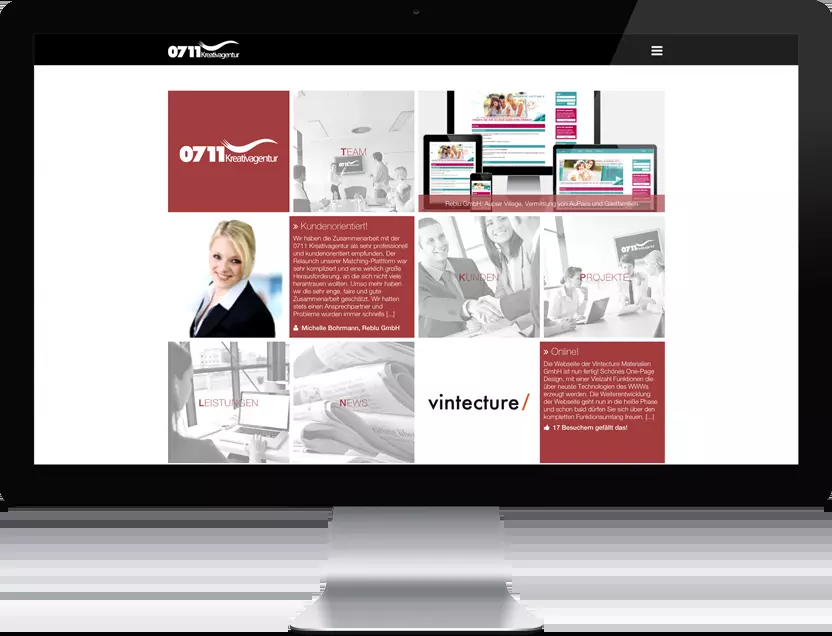 0711 Kreativagentur
0711 Kreativagentur
TEAM
Reblu GmbH: Aupair Village, Vermittlung von AuPairs und Gastfamilien
» Kundenorientiert!
Wir haben die Zusammenarbeit mit der
0711 Kreativagentur als sehr professionell
und kundenorientiert empfunden. Der
Relaunch unserer Matching-Plattform war
sehr kompliziert und eine wirklich große
Herausforderung, an die sich nicht viele
herantrauen wollten. Umso mehr haben
wir die sehr enge, faire und gute
Zusammenarbeit geschätzt. Wir hatten
stets einen Ansprechpartner und
Probleme wurden immer schnells [...]
Michelle Bohrmann, Reblu GmbH
KUNDEN
PROJEKTE
LEISTUNGEN
NEWS
vintecture/
» Online!
Die Webseite der Vintecture Materialien
GmbH ist nun fertig! Schönes One-Page
Design, mit einer Vielzahl Funktionen die
über neuste Technologien des WWWs
erzeugt werden. Die Weiterentwicklung
der Webseite geht nun in die heiße Phase
und schon bald dürfen Sie sich über den
kompletten Funktionsumfang freuen. [...]
17 Besuchern gefällt das!